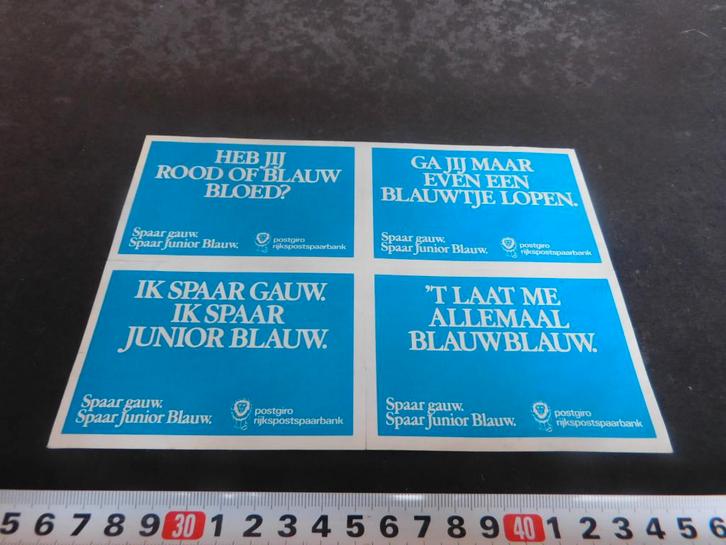 HEB JIJ
ROOD OF BLAUW
BLOED?
Spaar gauw.
Spaar Junior Blauw.
postgiro
rijkspostspaarbank
GA JIJ MAAR
EVEN EEN
BLAUWTJE LOPEN.
Spaar gauw.
Spaar Junior Blauw.
postgiro
rijkspostspaarbank
IK SPAAR GAUW.
IK SPAAR
JUNIOR BLAUW.
Spaar gauw.
Spaar Junior Blauw.
postgiro
rijkspostspaarbank
'T LAAT ME
ALLEMAAL
BLAUWBLAUW.
Spaar gauw.
Spaar Junior Blauw.
postgiro
rijkspostspaarbank
5 6 7 8 9 30 1 2 3 4 5 6 7 8 9 40 1 2 3 4 5 6